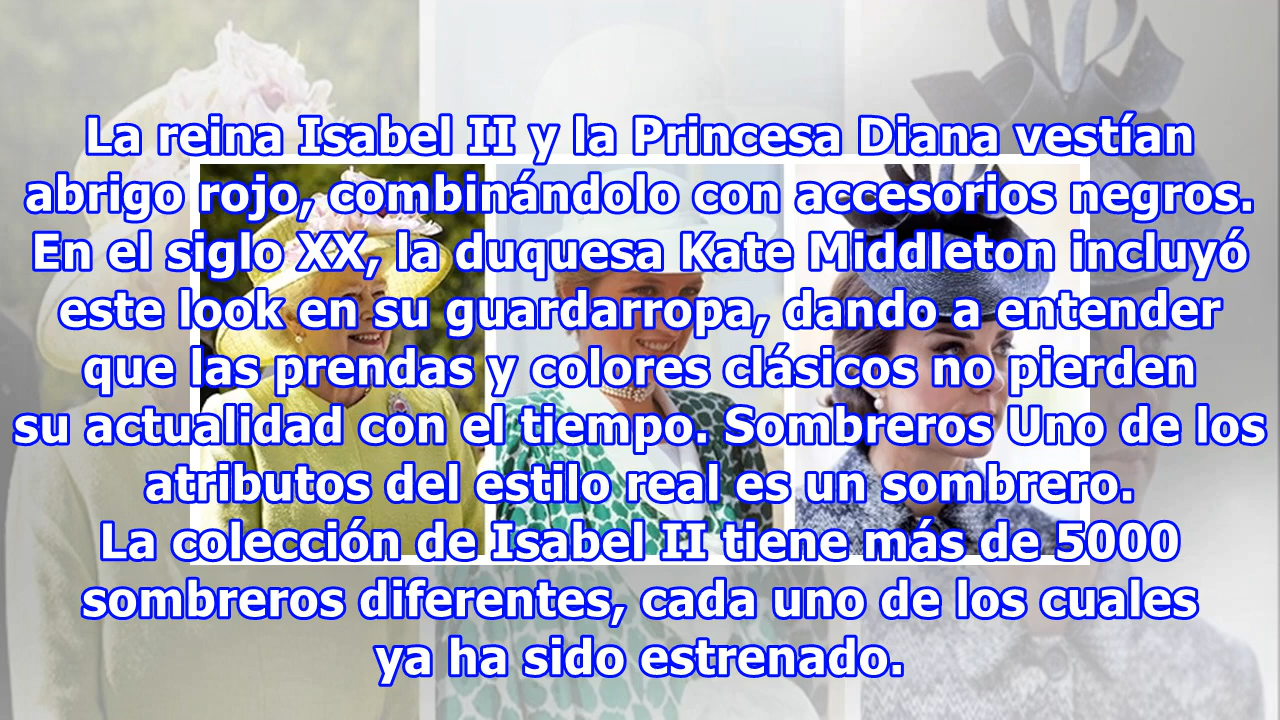 La reina Isabel II y la Princesa Diana vestían
abrigo rojo, combinándolo con accesorios negros.
En el siglo XX, la duquesa Kate Middleton incluyó
este look en su guardarropa, dando a entender
que las prendas y colores clásicos no pierden
su actualidad con el tiempo. Sombreros Uno de los
atributos del estilo real es un sombrero.
La colección de Isabel II tiene más de 5000
sombreros diferentes, cada uno de los cuales
ya ha sido estrenado.